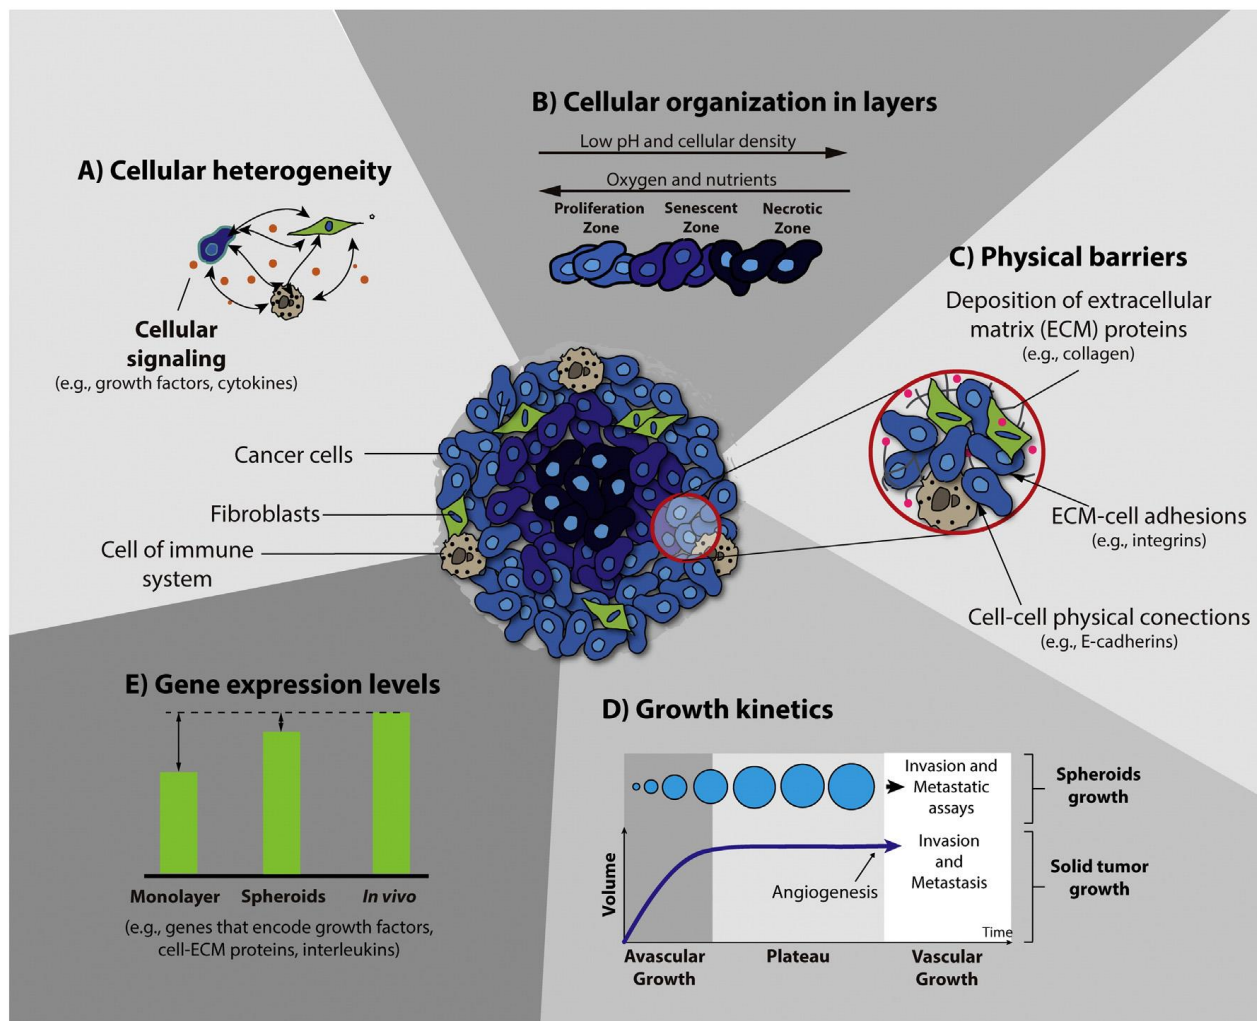 A) Cellular heterogeneity
Cellular
signaling
(e.g., growth factors, cytokines)
B) Cellular organization in layers
Low pH and cellular density
Oxygen and nutrients
Proliferation
Zone
Senescent
Zone
Necrotic
Zone
C) Physical barriers
Deposition of extracellular
matrix (ECM) proteins
(e.g., collagen)
ECM-cell adhesions
(e.g., integrins)
Cell-cell physical conections
(e.g., E-cadherins)
Cancer cells
Fibroblasts
Cell of immune
system
D) Growth kinetics
Invasion and
Metastatic
assays
Spheroids
growth
Invasion
and
Metastasis
Solid tumor
growth
Angiogenesis
Volume
Time
Avascular
Growth
Plateau
Vascular
Growth
E) Gene expression levels
Monolayer
Spheroids
In vivo
(e.g., genes that encode growth factors,
cell-ECM proteins, interleukins)